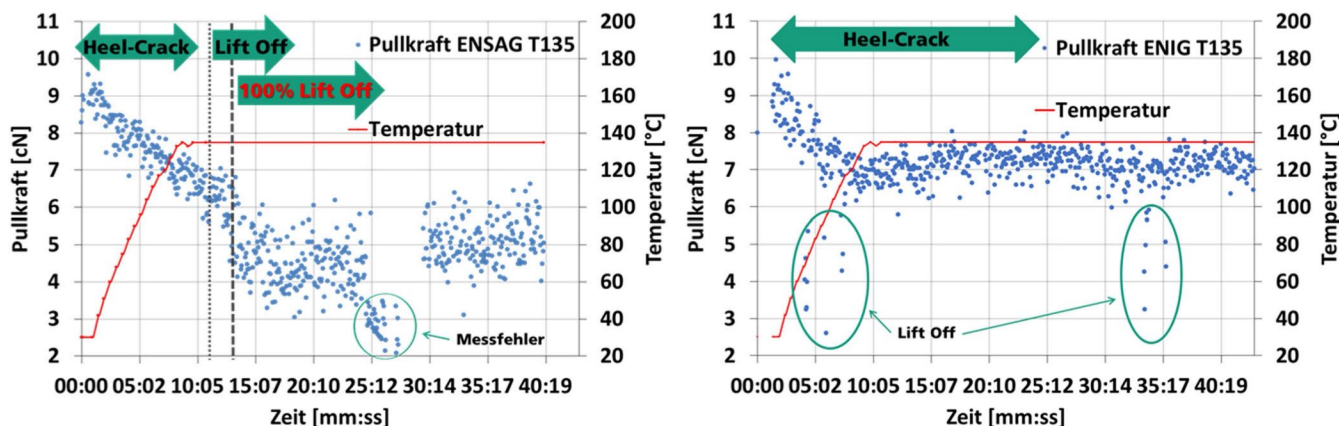 11
10
9
8
7
6
5
4
3
2
Pullkraft [cN]
Heel-Crack
Lift Off
100% Lift Off
Pullkraft ENSAG T135
Temperatur
Messfehler
200
180
160
140
120
100
80
60
40
20
Temperatur [°C]
00:00 05:02 10:05 15:07 20:10 25:12 30:14 35:17 40:19
Zeit [mm:ss]
11
10
9
8
7
6
5
4
3
2
Pullkraft [cN]
Heel-Crack
Pullkraft ENIG T135
Temperatur
Lift Off
200
180
160
140
120
100
80
60
40
20
Temperatur [°C]
00:00 05:02 10:05 15:07 20:10 25:12 30:14 35:17 40:19
Zeit [mm:ss]